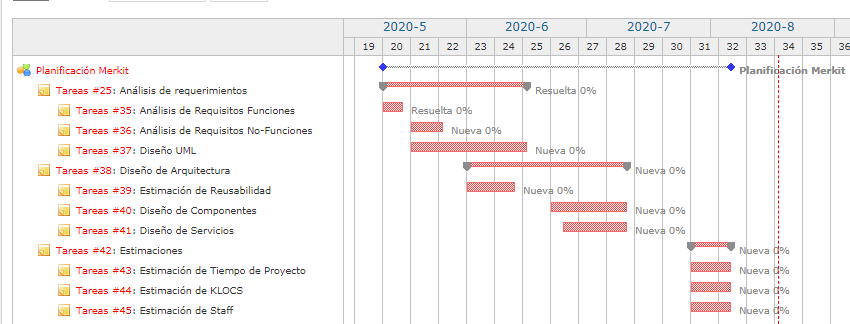 2020-5 2020-6 2020-7 2020-8
19 20 21 22 23 24 25 26 27 28 29 30 31 32 33 34 35 36
Planificación Merkit Planificación Merkit
Tareas #25: Análisis de requerimientos Resuelta 0%
Tareas #35: Análisis de Requisitos Funciones Resuelta 0%
Tareas #36: Análisis de Requisitos No-Funciones Nueva 0%
Tareas #37: Diseño UML Nueva 0%
Tareas #38: Diseño de Arquitectura Nueva 0%
Tareas #39: Estimación de Reusabilidad Nueva 0%
Tareas #40: Diseño de Componentes Nueva 0%
Tareas #41: Diseño de Servicios Nueva 0%
Tareas #42: Estimaciones Nueva 0%
Tareas #43: Estimación de Tiempo de Proyecto Nueva 0%
Tareas #44: Estimación de KLOCS Nueva 0%
Tareas #45: Estimación de Staff Nueva 0%